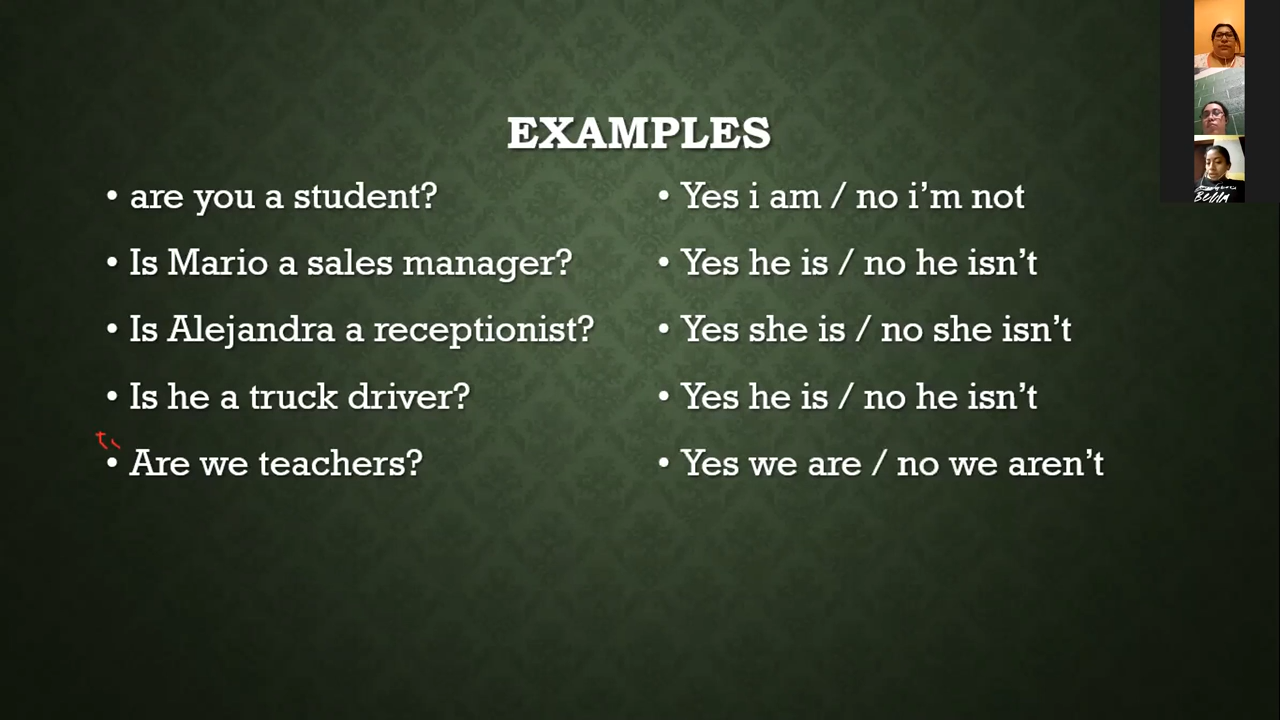 EXAMPLES
• are you a student?
• Is Mario a sales manager?
• Is Alejandra a receptionist?
• Is he a truck driver?
• Are we teachers?
• Yes i am / no i’m not
• Yes he is / no he isn’t
• Yes she is / no she isn’t
• Yes he is / no he isn’t
• Yes we are / no we aren’t